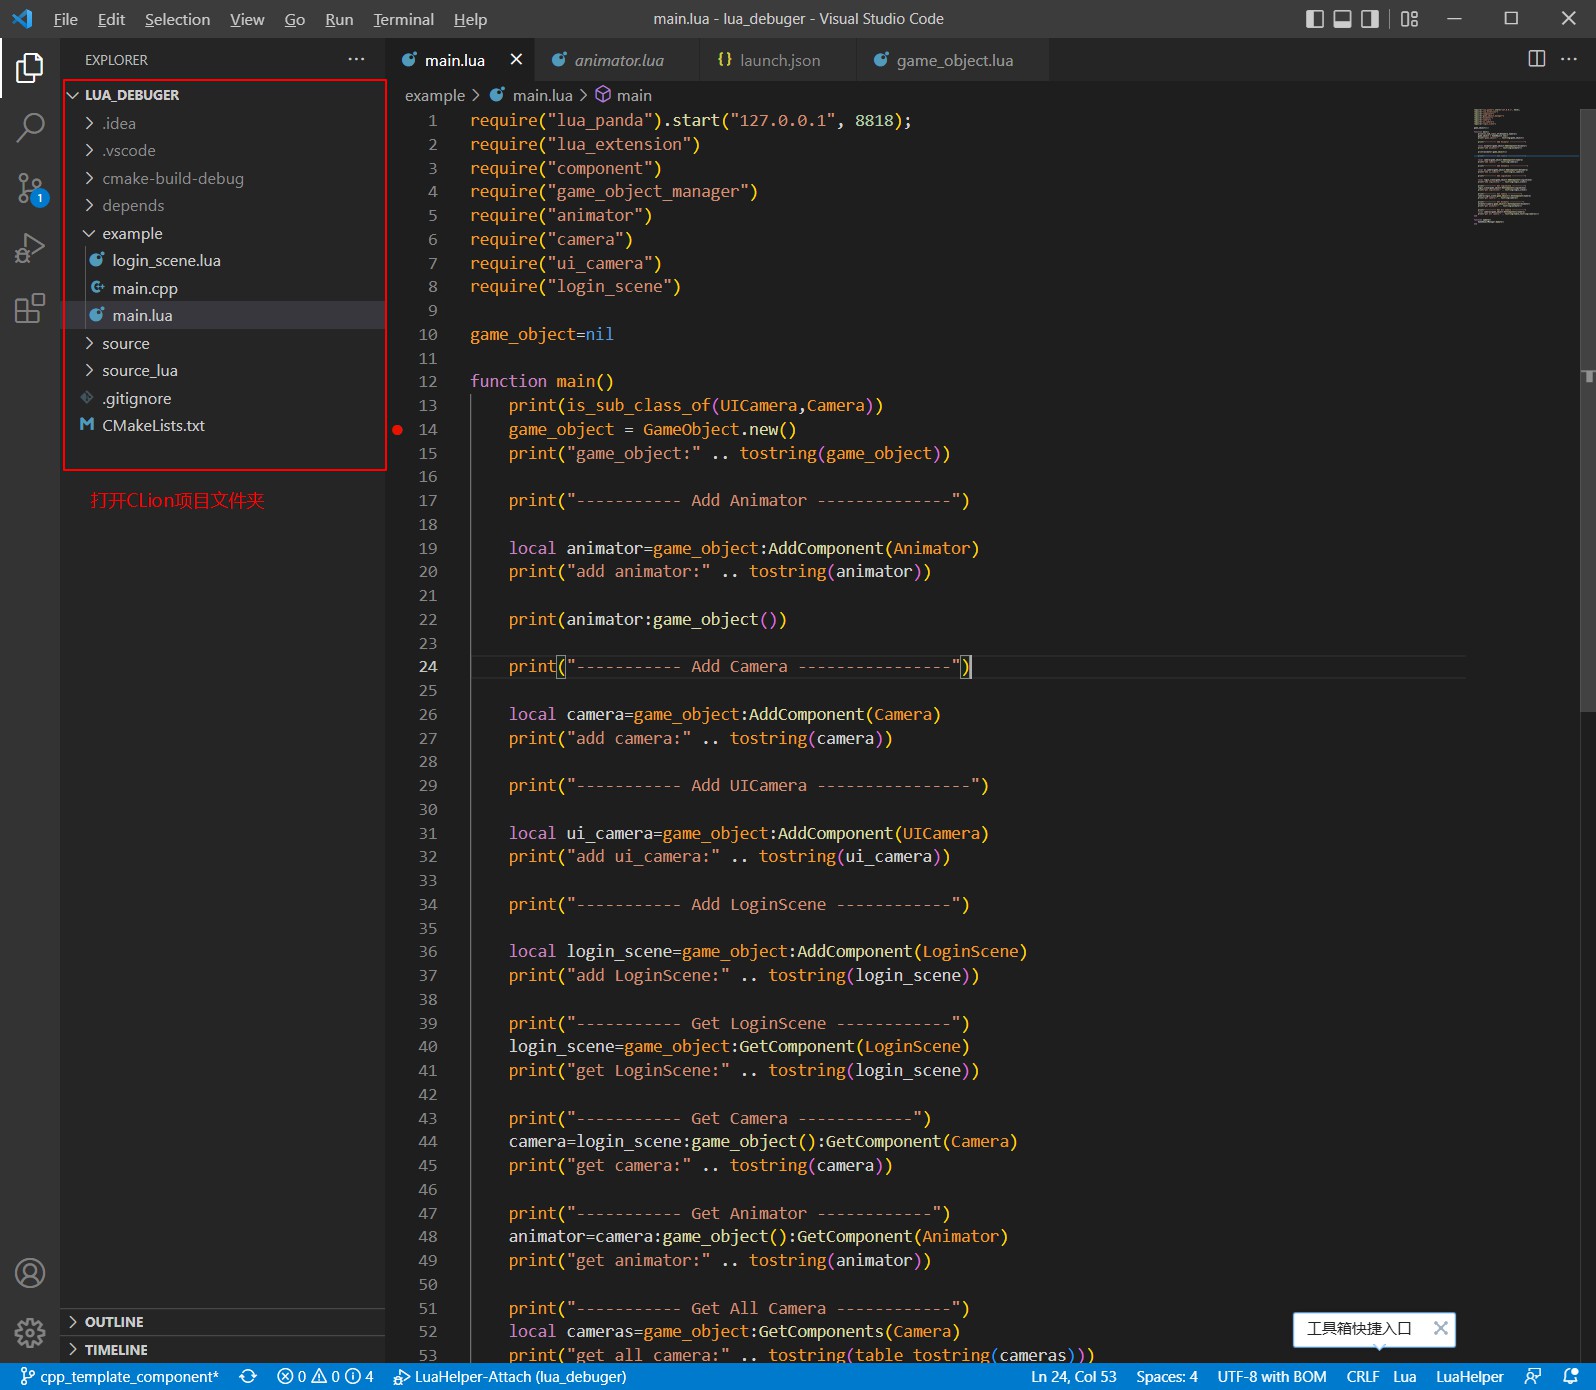 File Edit Selection View Go Run Terminal Help
main.lua - lua_debuger - Visual Studio Code
EXPLORER
LUA_DEBUGER
.idea
.vscode
cmake-build-debug
depends
example
login_scene.lua
main.cpp
main.lua
source
source_lua
.gitignore
CMakeLists.txt
打开CLion项目文件夹
OUTLINE
TIMELINE
main.lua animator.lua launch.json game_object.lua
example > main.lua > main
1 require("lua_panda").start("127.0.0.1", 8818);
2 require("lua_extension")
3 require("component")
4 require("game_object_manager")
5 require("animator")
6 require("camera")
7 require("ui_camera")
8 require("login_scene")
9
10 game_object=nil
11
12 function main()
13 print(is_sub_class_of(UICamera,Camera))
14 game_object = GameObject.new()
15 print("game_object:" .. tostring(game_object))
16
17 print("----------- Add Animator --------------")
18
19 local animator=game_object:AddComponent(Animator)
20 print("add animator:" .. tostring(animator))
21
22 print(animator:game_object())
23
24 print("----------- Add Camera ----------------")
25
26 local camera=game_object:AddComponent(Camera)
27 print("add camera:" .. tostring(camera))
28
29 print("----------- Add UICamera ----------------")
30
31 local ui_camera=game_object:AddComponent(UICamera)
32 print("add ui_camera:" .. tostring(ui_camera))
33
34 print("----------- Add LoginScene ------------")
35
36 local login_scene=game_object:AddComponent(LoginScene)
37 print("add LoginScene:" .. tostring(login_scene))
38
39 print("----------- Get LoginScene ------------")
40 login_scene=game_object:GetComponent(LoginScene)
41 print("get LoginScene:" .. tostring(login_scene))
42
43 print("----------- Get Camera ------------")
44 camera=login_scene:game_object():GetComponent(Camera)
45 print("get camera:" .. tostring(camera))
46
47 print("----------- Get Animator ------------")
48 animator=camera:game_object():GetComponent(Animator)
49 print("get animator:" .. tostring(animator))
50
51 print("----------- Get All Camera ------------")
52 local cameras=game_object:GetComponents(Camera)
53 print("get all camera:" .. tostring(table_tostring(cameras)))
工具箱快捷入口
1
cpp_template_component* 0 0 4 LuaHelper-Attach (lua_debuger) Ln 24, Col 53 Spaces: 4 UTF-8 with BOM CRLF Lua LuaHelper